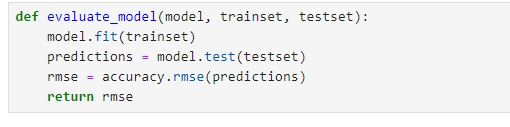 def evaluate_model(model, trainset, testset):
    model.fit(trainset)
    predictions = model.test(testset)
    rmse = accuracy.rmse(predictions)
    return rmse